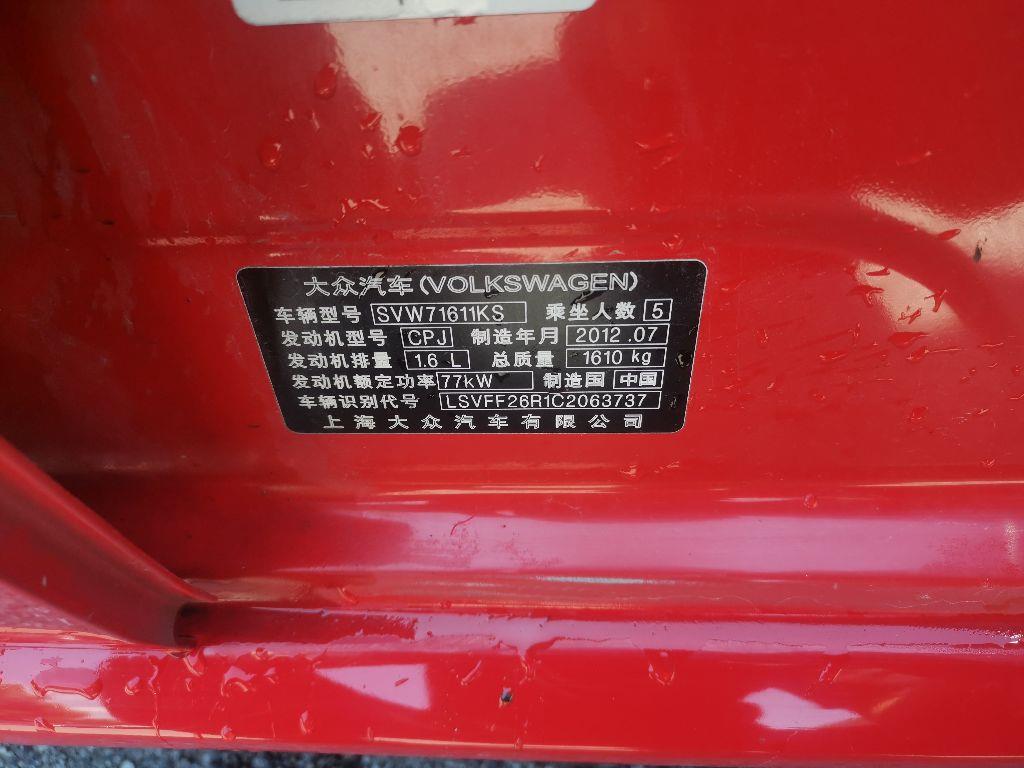 大众汽车(VOLKSWAGEN)
车辆型号 SVW71611KS 乘坐人数 5
发动机型号 CPJ 制造年月 2012.07
发动机排量 1.6 L 总质量 1610 kg
发动机额定功率 77kW 制造国 中国
车辆识别代号 LSVFF26R1C2063737
上海大众汽车有限公司